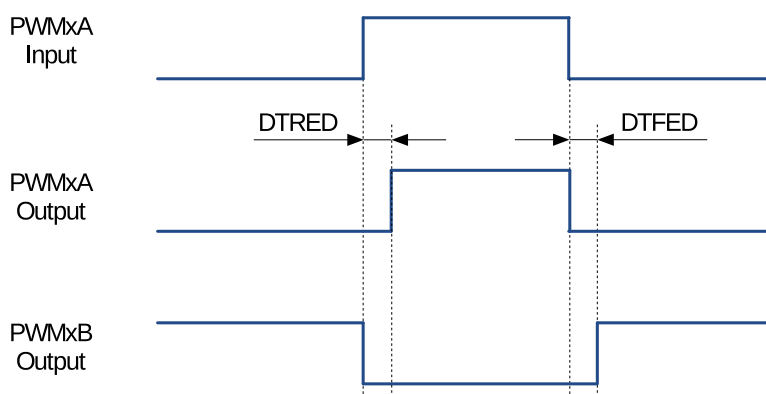 PWMxA
Input
DTRED
DTFED
PWMxA
Output
PWMxB
Output